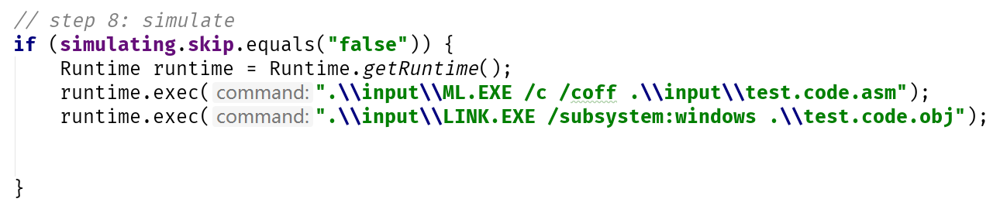 // step 8: simulate
if (simulating.skip.equals("false")) {
Runtime runtime = Runtime.getRuntime();
runtime.exec( command: ".\\input\\ML.EXE /c /coff .\\input\\test.code.asm");
runtime.exec( command: ".\\input\\LINK.EXE /subsystem:windows .\\test.code.obj");
}